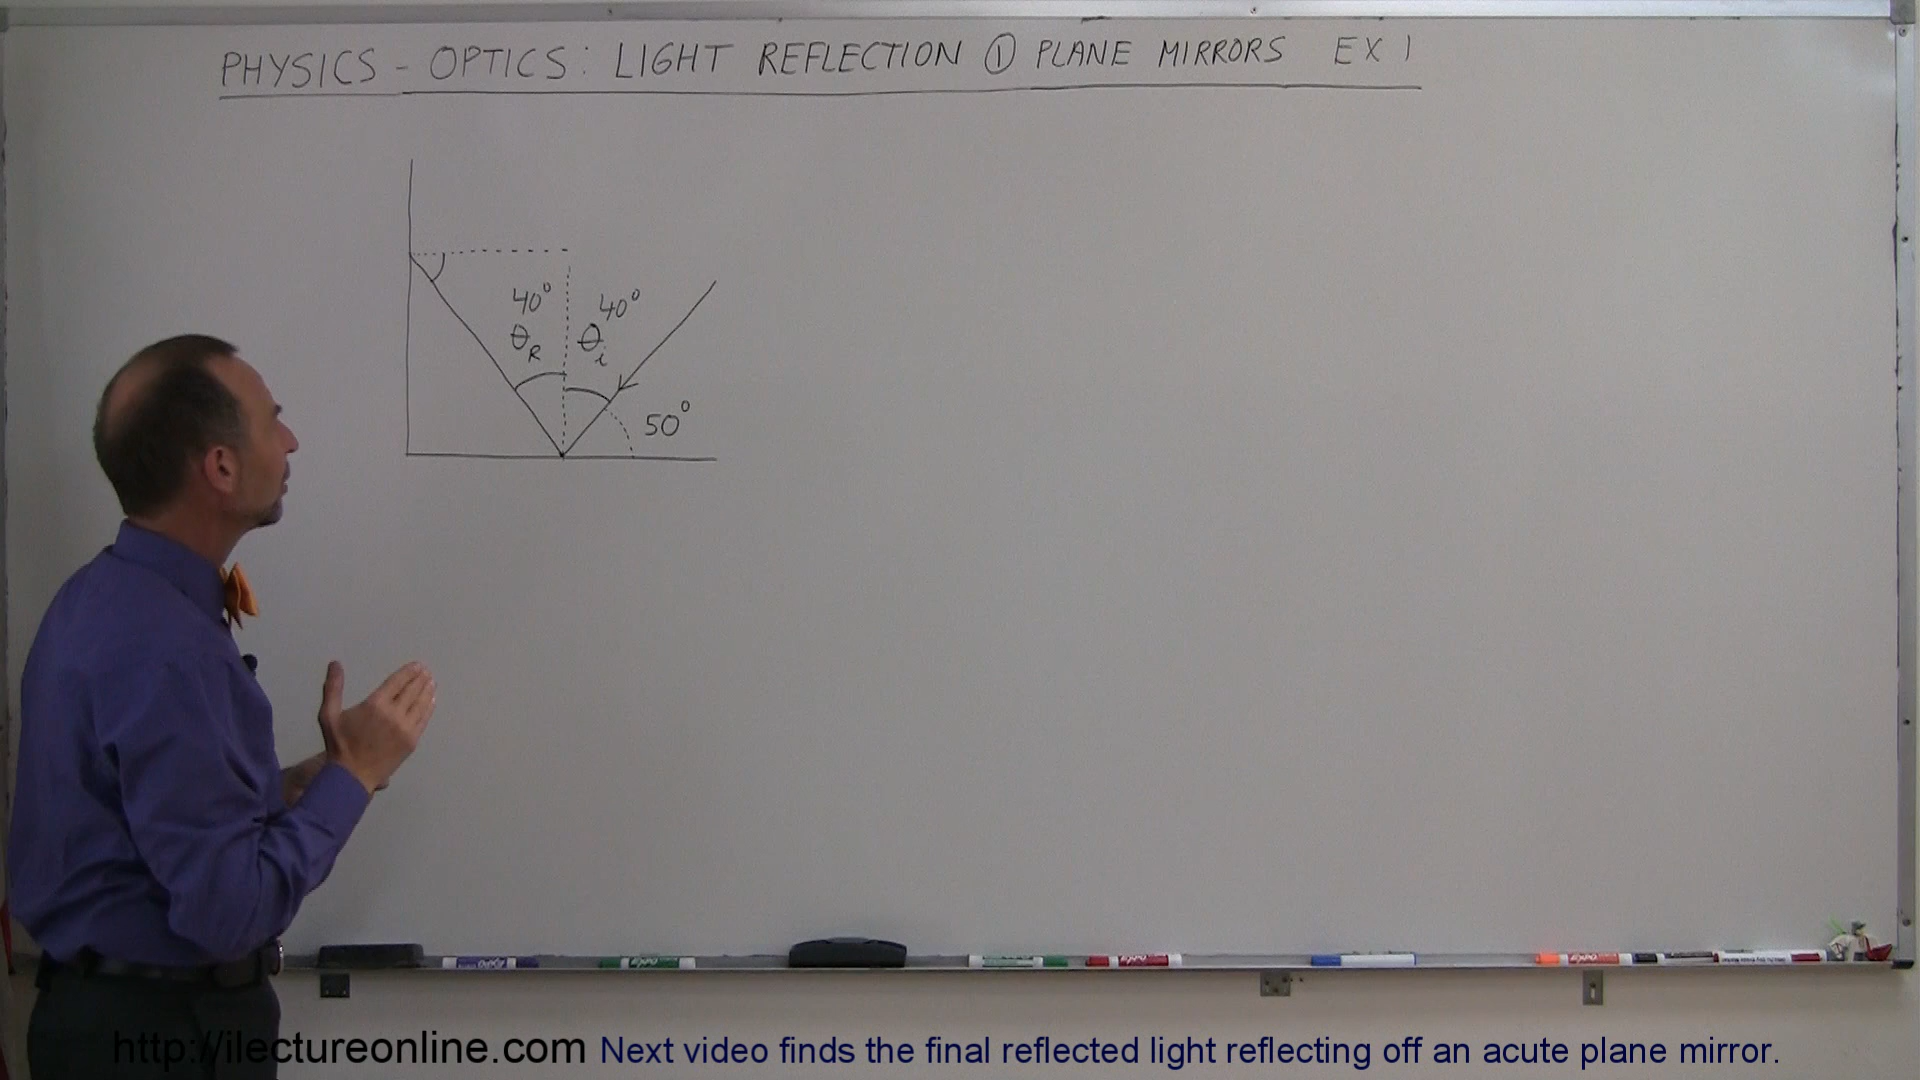 PHYSICS - OPTICS: LIGHT REFLECTION ① PLANE MIRRORS EX 1
40° 40°
θR θi
50°
http://ilectureonline.com Next video finds the final reflected light reflecting off an acute plane mirror.